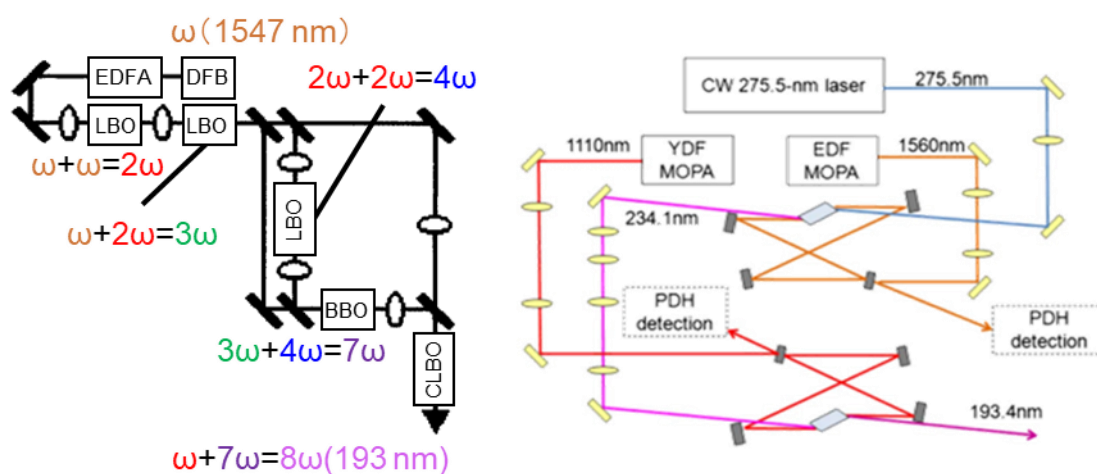 ω(1547 nm)
EDFA
DFB
2ω+2ω=4ω
LBO
LBO
ω+ω=2ω
LBO
ω+2ω=3ω
BBO
3ω+4ω=7ω
CLBO
ω+7ω=8ω(193 nm)
CW 275.5-nm laser
275.5nm
1110nm
YDF
MOPA
EDF
MOPA
1560nm
234.1nm
PDH
detection
PDH
detection
193.4nm